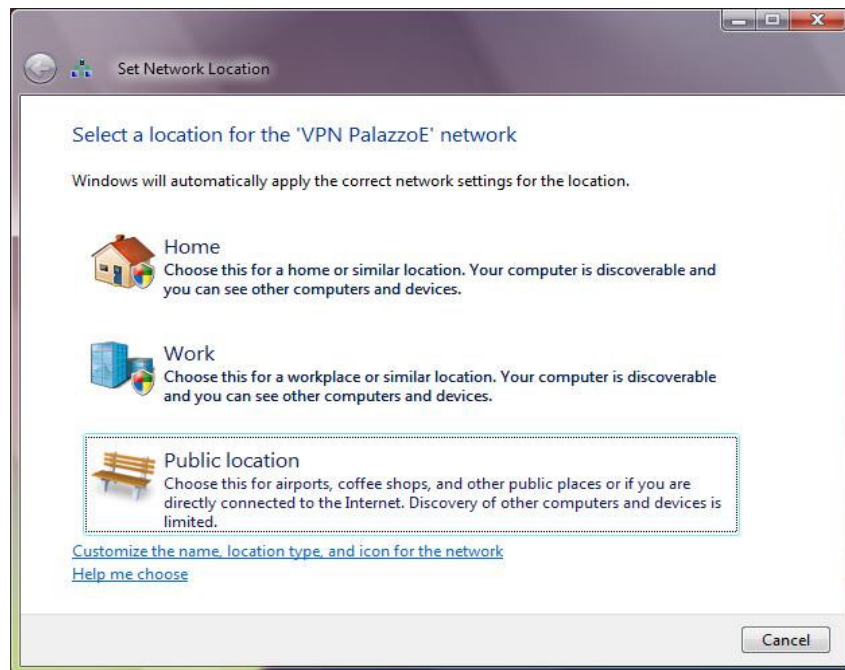 Set Network Location
Select a location for the 'VPN PalazzoE' network
Windows will automatically apply the correct network settings for the location.
Home
Choose this for a home or similar location. Your computer is discoverable and
you can see other computers and devices.
Work
Choose this for a workplace or similar location. Your computer is discoverable
and you can see other computers and devices.
Public location
Choose this for airports, coffee shops, and other public places or if you are
directly connected to the Internet. Discovery of other computers and devices is
limited.
Customize the name, location type, and icon for the network
Help me choose
Cancel